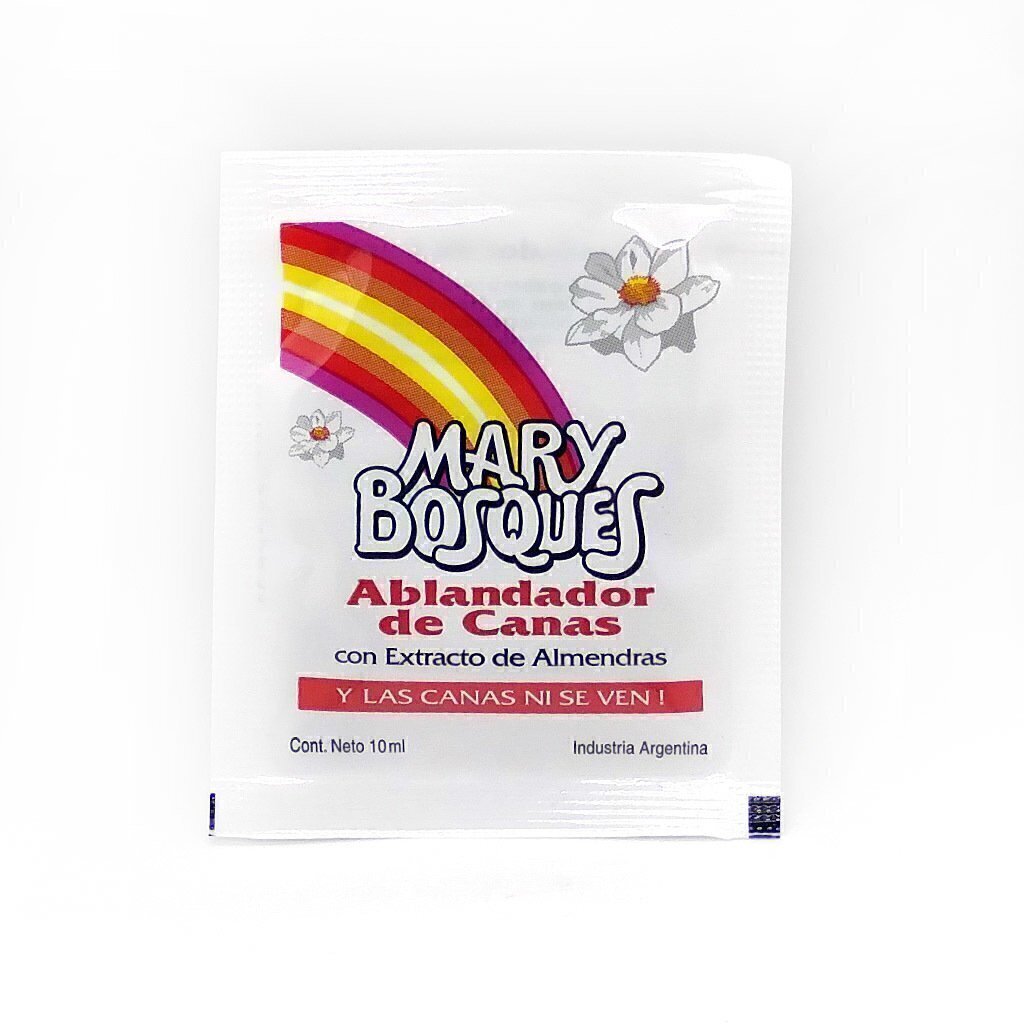 MARY
BOSQUES
Ablandador
de Canas
con Extracto de Almendras
Y LAS CANAS NI SE VEN !
Cont. Neto 10ml
Industria Argentina